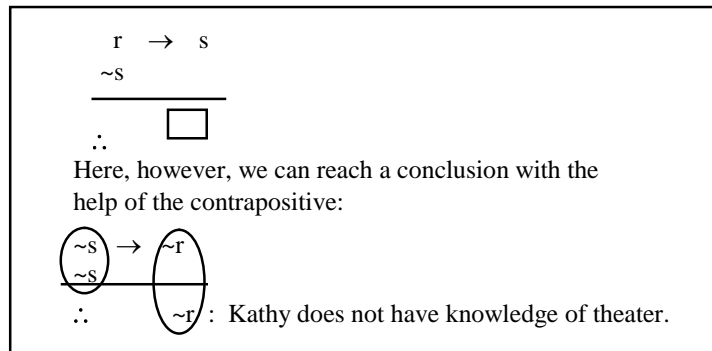 r → s
~s
∴
Here, however, we can reach a conclusion with the
help of the contrapositive:
~s → ~r
~s
∴ ~r : Kathy does not have knowledge of theater.